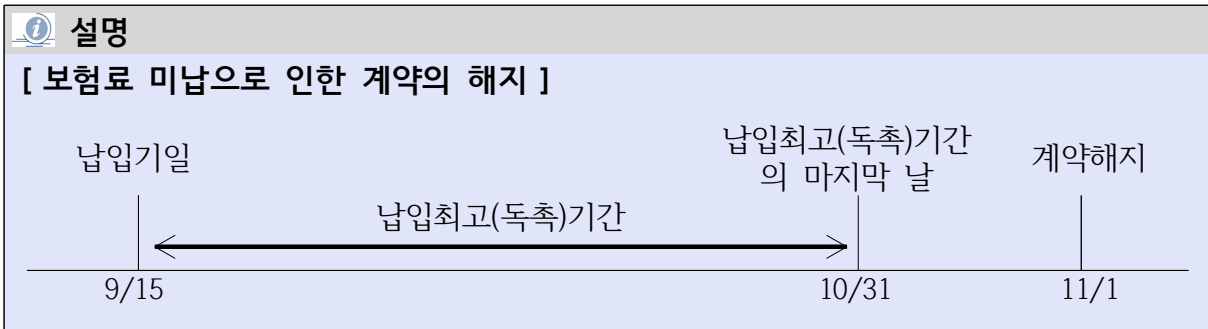 설명
[ 보험료 미납으로 인한 계약의 해지 ]
납입기일
납입최고(독촉)기간
의 마지막 날
계약해지
납입최고(독촉)기간
9/15
10/31
11/1